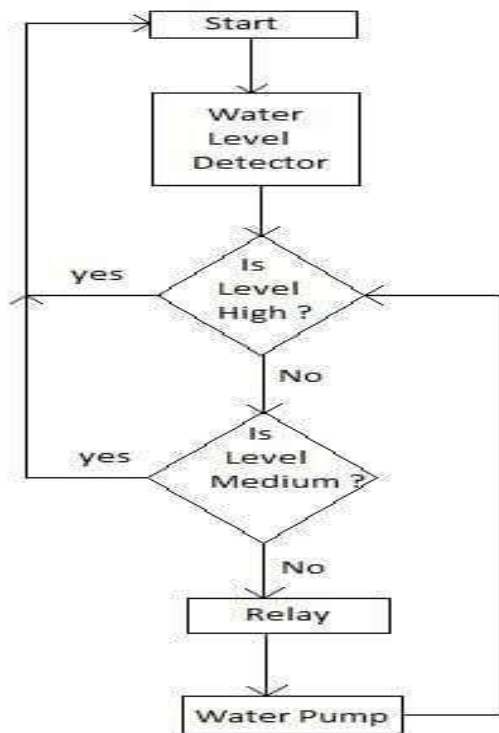 Start
Water
Level
Detector
yes
Is
Level
High ?
No
yes
Is
Level
Medium ?
No
Relay
Water Pump